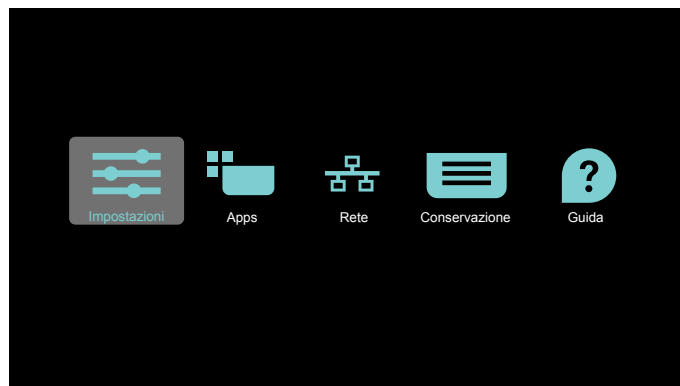 Impostazioni
Apps
Rete
Conservazione
Guida
?